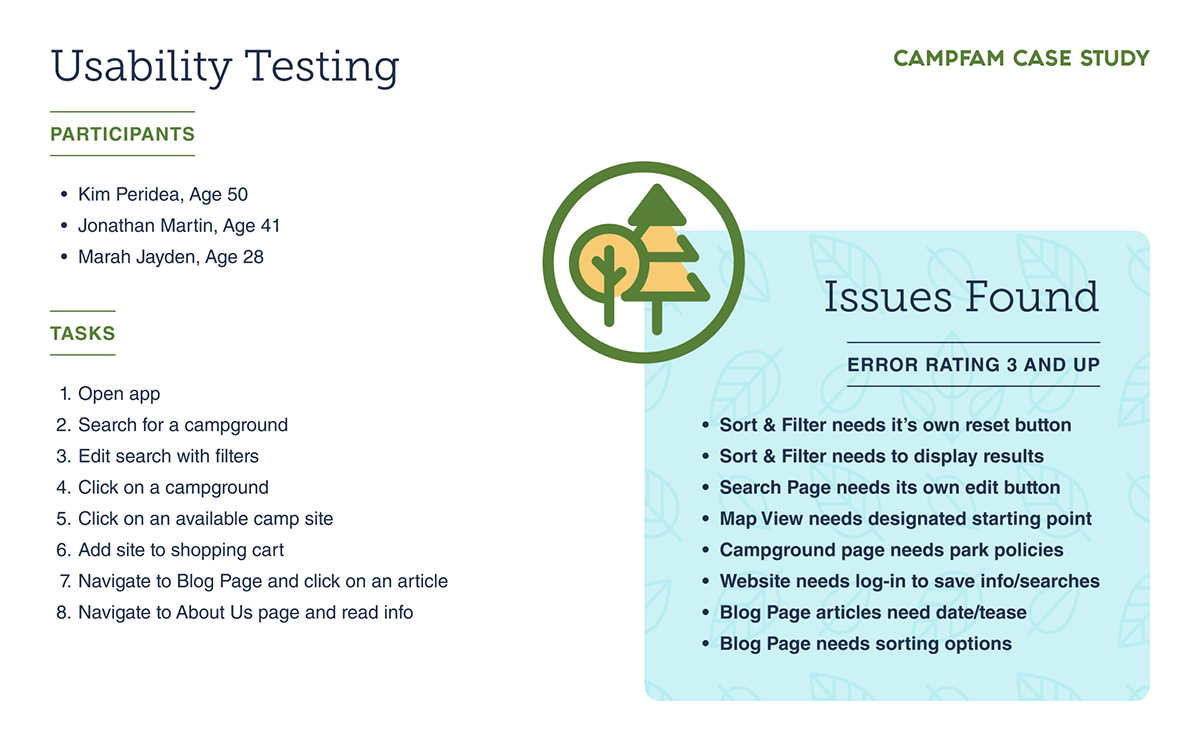 Usability Testing
CAMPFAM CASE STUDY
PARTICIPANTS
• Kim Peridea, Age 50
• Jonathan Martin, Age 41
• Marah Jayden, Age 28
TASKS
1. Open app
2. Search for a campground
3. Edit search with filters
4. Click on a campground
5. Click on an available camp site
6. Add site to shopping cart
7. Navigate to Blog Page and click on an article
8. Navigate to About Us page and read info
Issues Found
ERROR RATING 3 AND UP
• Sort & Filter needs it’s own reset button
• Sort & Filter needs to display results
• Search Page needs its own edit button
• Map View needs designated starting point
• Campground page needs park policies
• Website needs log-in to save info/searches
• Blog Page articles need date/tease
• Blog Page needs sorting options